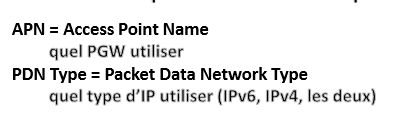 APN = Access Point Name
quel PGW utiliser
PDN Type = Packet Data Network Type
quel type d'IP utiliser (IPv6, IPv4, les deux)